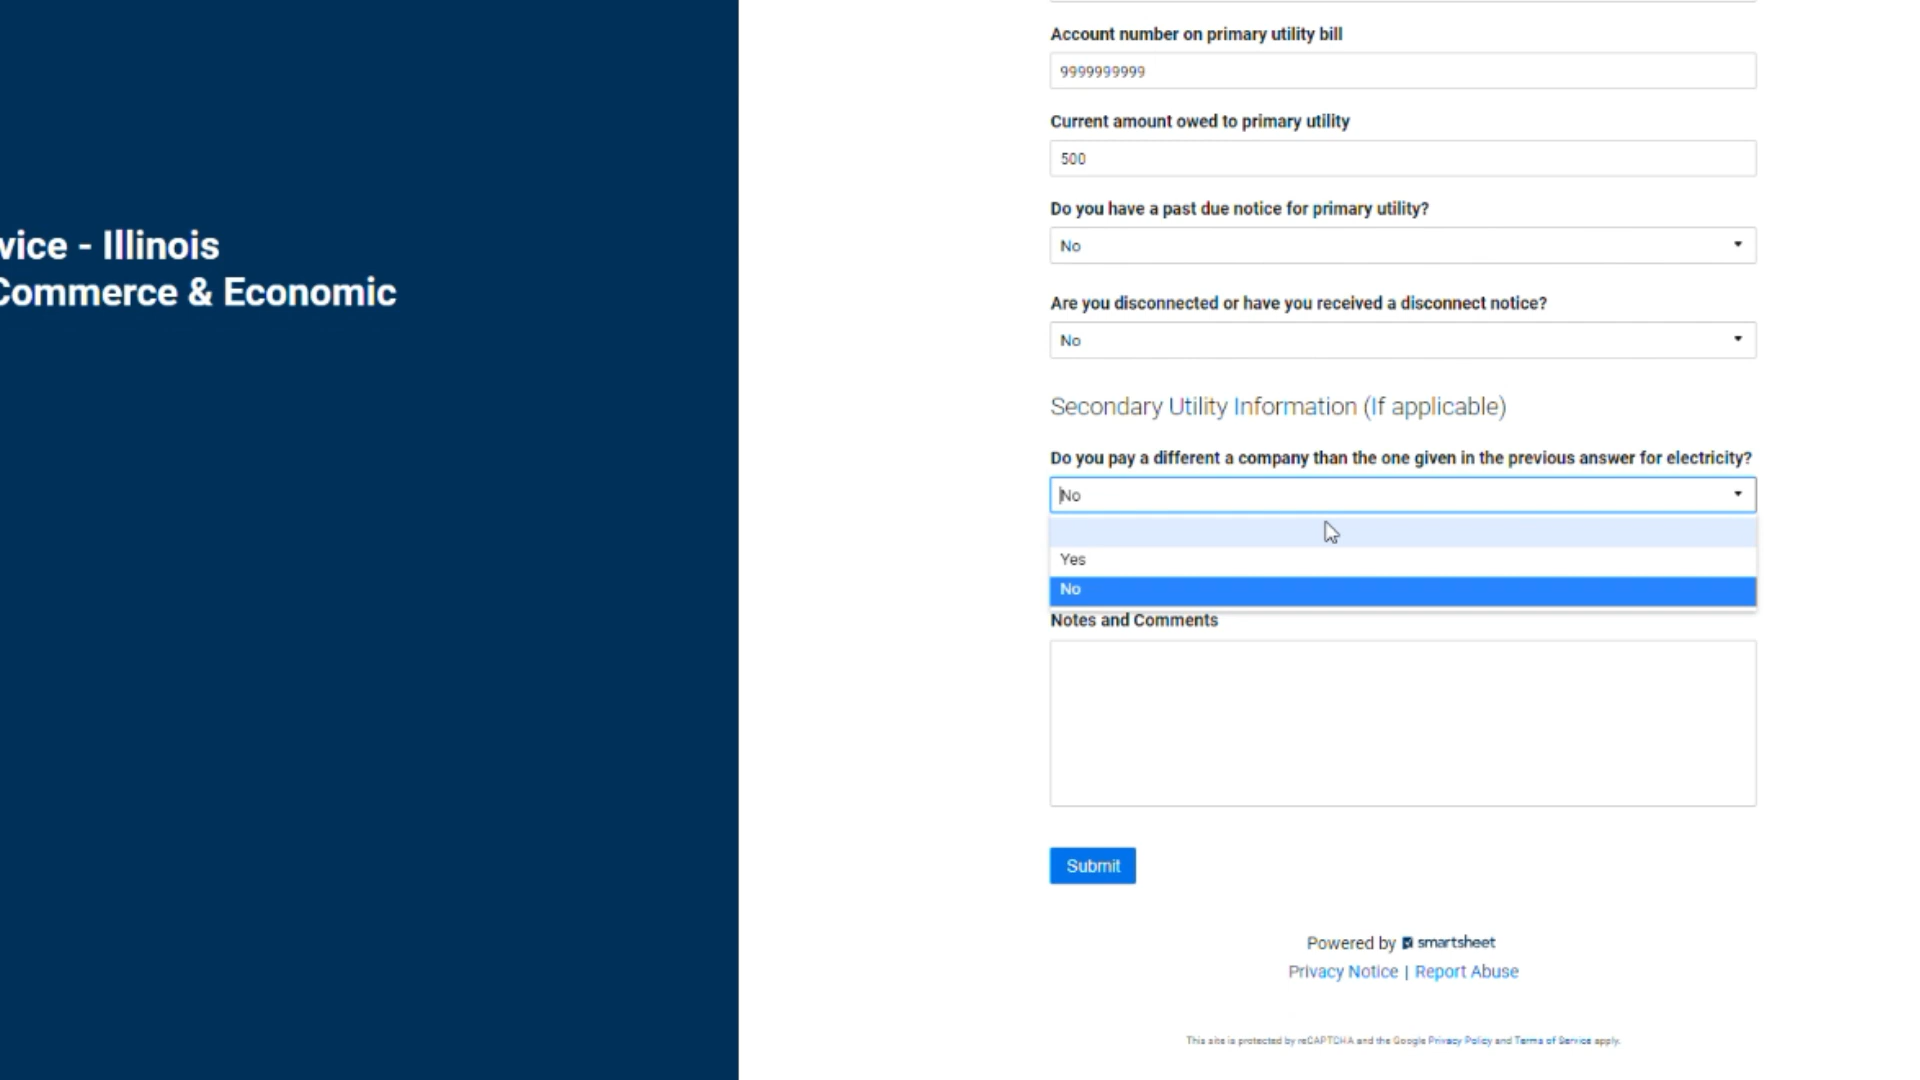 vice - Illinois
Commerce & Economic
Account number on primary utility bill
9999999999
Current amount owed to primary utility
500
Do you have a past due notice for primary utility?
No
Are you disconnected or have you received a disconnect notice?
No
Secondary Utility Information (If applicable)
Do you pay a different a company than the one given in the previous answer for electricity?
No
Yes
No
Notes and Comments
Submit
Powered by smartsheet
Privacy Notice | Report Abuse
This site is protected by reCAPTCHA and the Google Privacy Policy and Terms of Service apply.